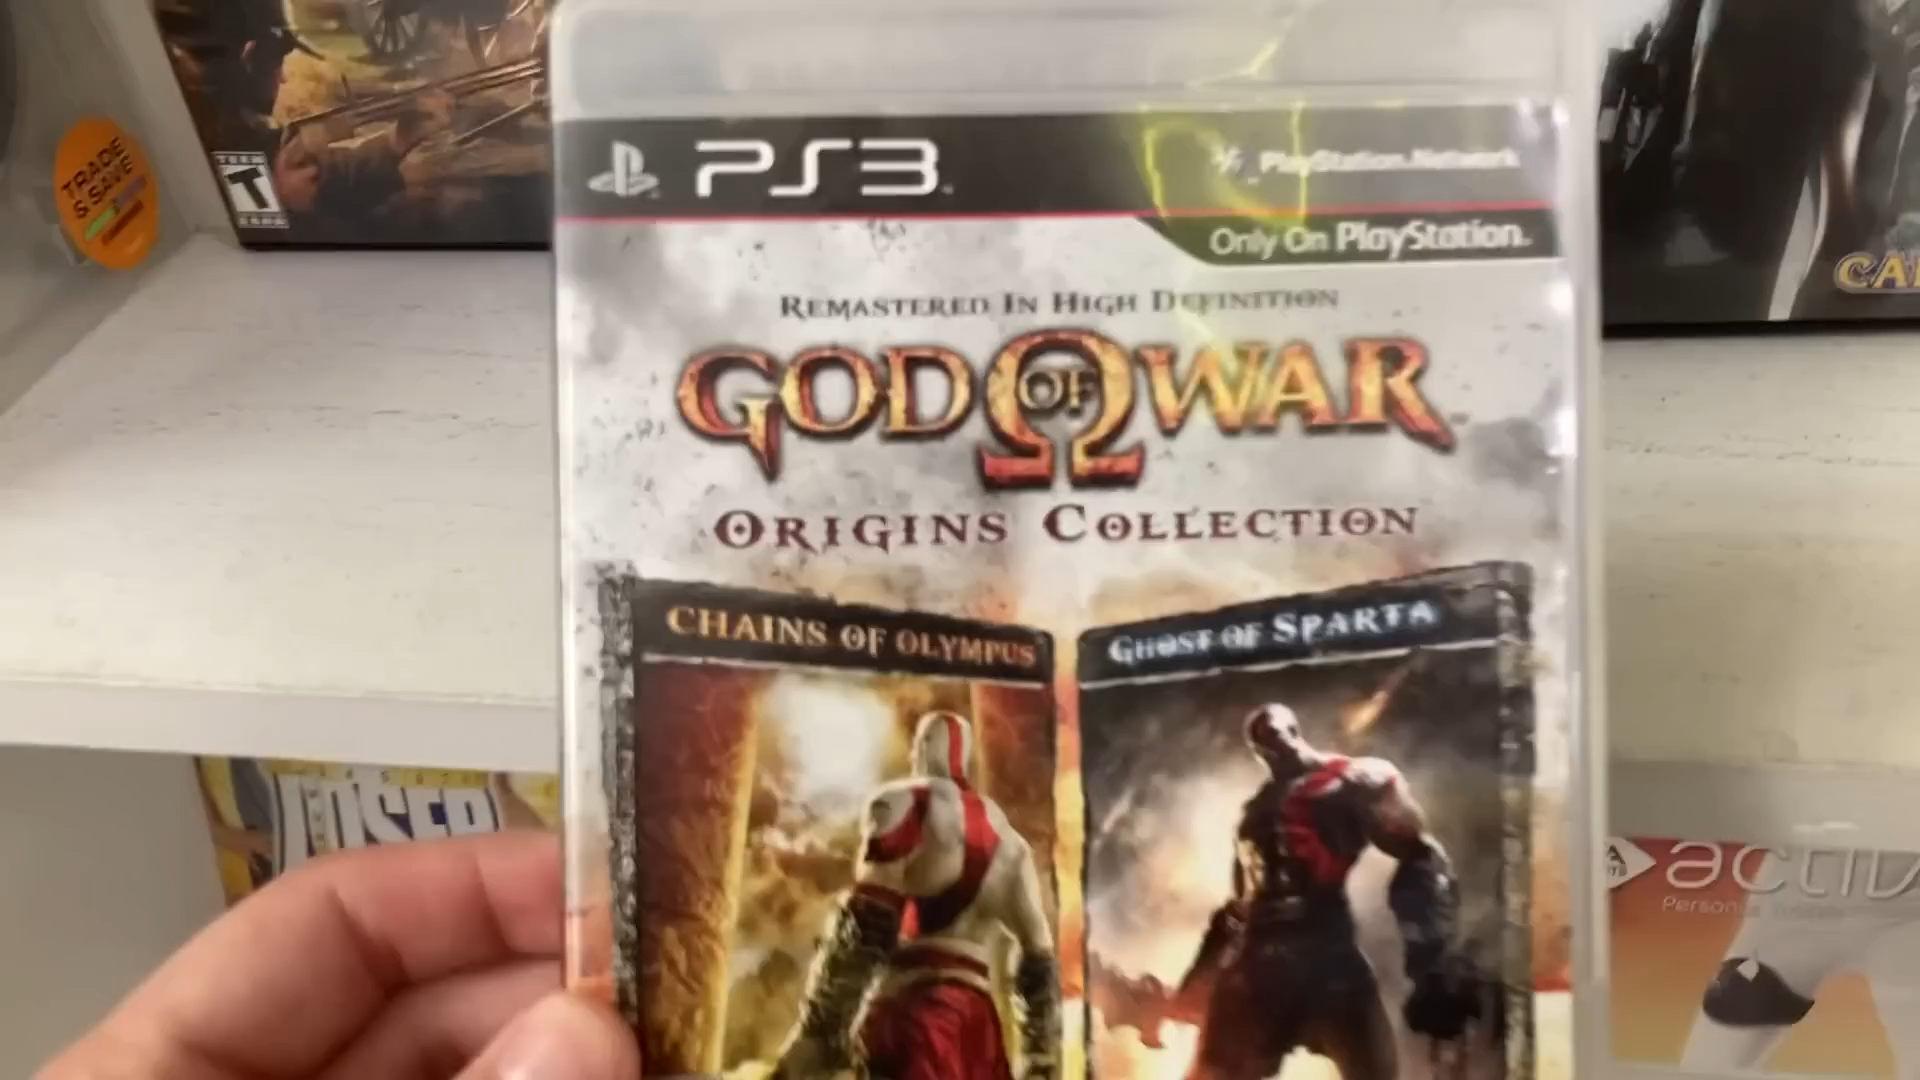 TRADE
& SAVE
TEEN
T
ESRB
PS3
PlayStation Network
Only On PlayStation.
REMASTERED IN HIGH DEFINITION
GOD OF WAR
ORIGINS COLLECTION
CHAINS OF OLYMPUS
GHOST OF SPARTA
activ